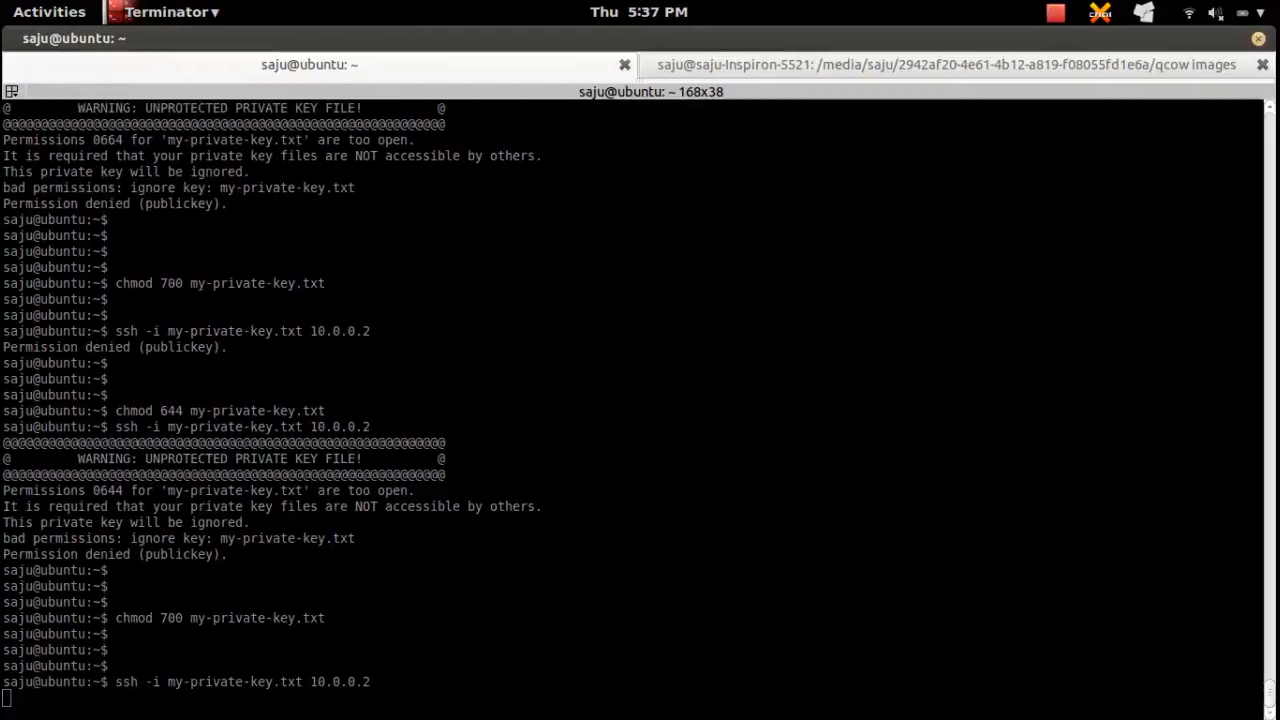 Activities Terminator▾ Thu 5:37 PM chat
saju@ubuntu: ~
saju@ubuntu: ~ saju@saju-Inspiron-5521: /media/saju/2942af20-4e61-4b12-a819-f08055fd1e6a/qcow images
saju@ubuntu: ~ 168x38
@ WARNING: UNPROTECTED PRIVATE KEY FILE! @
@@@@@@@@@@@@@@@@@@@@@@@@@@@@@@@@@@@@@@@@@@@@@@@@@@@@@@@@@@@
Permissions 0664 for 'my-private-key.txt' are too open.
It is required that your private key files are NOT accessible by others.
This private key will be ignored.
bad permissions: ignore key: my-private-key.txt
Permission denied (publickey).
saju@ubuntu:~$
saju@ubuntu:~$
saju@ubuntu:~$
saju@ubuntu:~$
saju@ubuntu:~$ chmod 700 my-private-key.txt
saju@ubuntu:~$
saju@ubuntu:~$
saju@ubuntu:~$ ssh -i my-private-key.txt 10.0.0.2
Permission denied (publickey).
saju@ubuntu:~$
saju@ubuntu:~$
saju@ubuntu:~$
saju@ubuntu:~$ chmod 644 my-private-key.txt
saju@ubuntu:~$ ssh -i my-private-key.txt 10.0.0.2
@@@@@@@@@@@@@@@@@@@@@@@@@@@@@@@@@@@@@@@@@@@@@@@@@@@@@@@@@@@
@ WARNING: UNPROTECTED PRIVATE KEY FILE! @
@@@@@@@@@@@@@@@@@@@@@@@@@@@@@@@@@@@@@@@@@@@@@@@@@@@@@@@@@@@
Permissions 0644 for 'my-private-key.txt' are too open.
It is required that your private key files are NOT accessible by others.
This private key will be ignored.
bad permissions: ignore key: my-private-key.txt
Permission denied (publickey).
saju@ubuntu:~$
saju@ubuntu:~$
saju@ubuntu:~$
saju@ubuntu:~$ chmod 700 my-private-key.txt
saju@ubuntu:~$
saju@ubuntu:~$
saju@ubuntu:~$
saju@ubuntu:~$ ssh -i my-private-key.txt 10.0.0.2